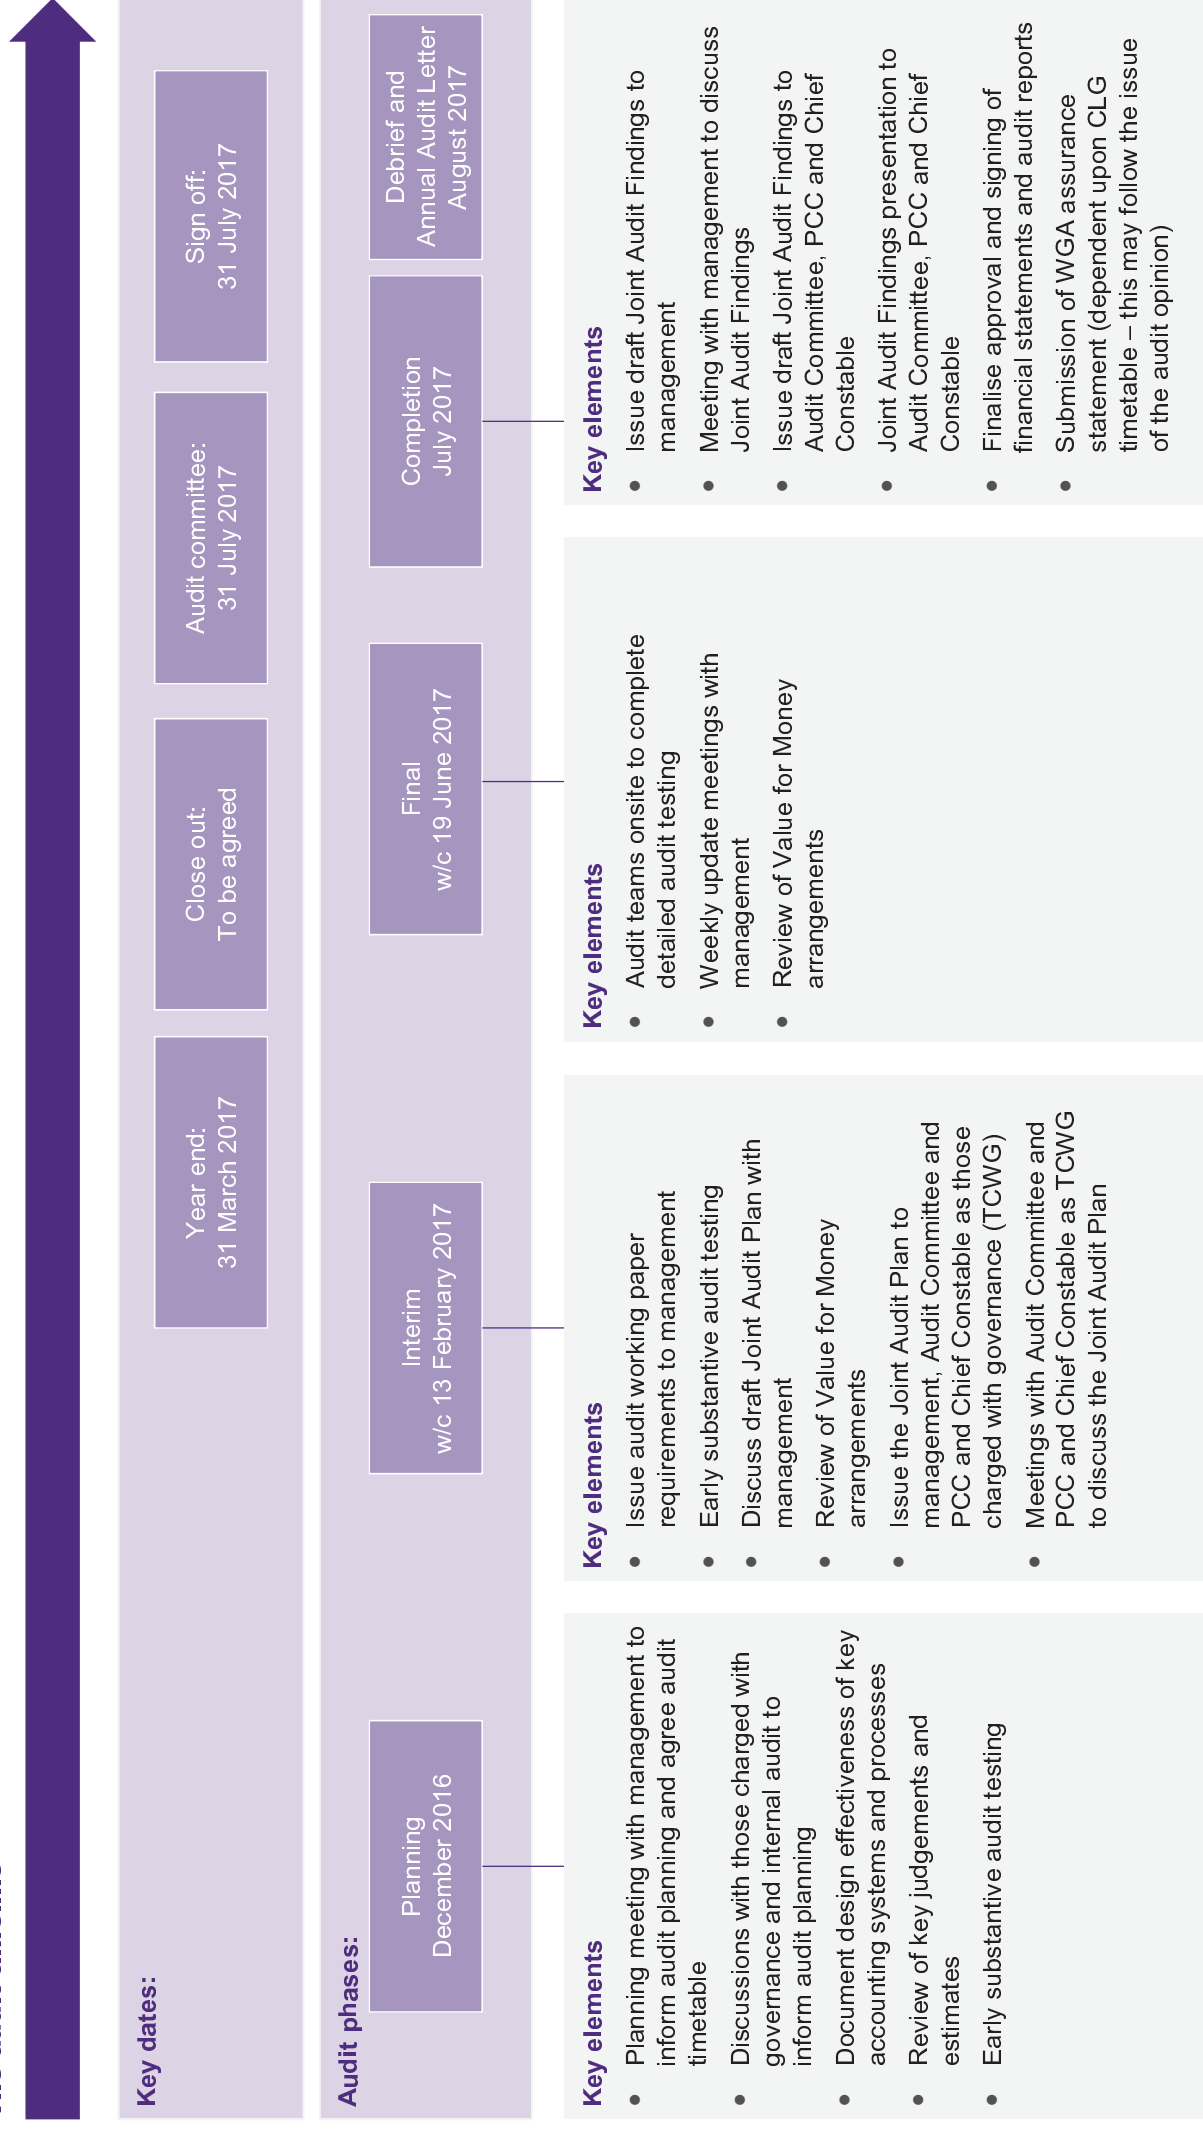 Key dates:
Year end:
31 March 2017
Close out:
To be agreed
Audit committee:
31 July 2017
Sign off:
31 July 2017
Audit phases:
Planning
December 2016
Interim
w/c 13 February 2017
Final
w/c 19 June 2017
Completion
July 2017
Debrief and
Annual Audit Letter
August 2017
Key elements
• Planning meeting with management to
inform audit planning and agree audit
timetable
• Discussions with those charged with
governance and internal audit to
inform audit planning
• Document design effectiveness of key
accounting systems and processes
• Review of key judgements and
estimates
• Early substantive audit testing
Key elements
• Issue audit working paper
requirements to management
• Early substantive audit testing
• Discuss draft Joint Audit Plan with
management
• Review of Value for Money
arrangements
• Issue the Joint Audit Plan to
management, Audit Committee and
PCC and Chief Constable as those
charged with governance (TCWG)
• Meetings with Audit Committee and
PCC and Chief Constable as TCWG
to discuss the Joint Audit Plan
Key elements
• Audit teams onsite to complete
detailed audit testing
• Weekly update meetings with
management
• Review of Value for Money
arrangements
Key elements
• Issue draft Joint Audit Findings to
management
• Meeting with management to discuss
Joint Audit Findings
• Issue draft Joint Audit Findings to
Audit Committee, PCC and Chief
Constable
• Joint Audit Findings presentation to
Audit Committee, PCC and Chief
Constable
• Finalise approval and signing of
financial statements and audit reports
• Submission of WGA assurance
statement (dependent upon CLG
timetable – this may follow the issue
of the audit opinion)